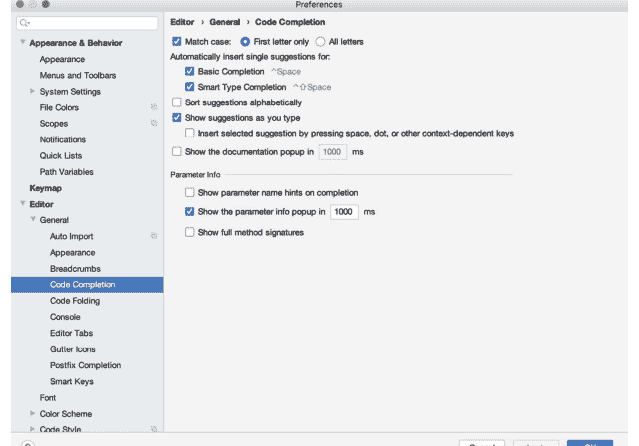 Preferences
Appearance & Behavior
Appearance
Menus and Toolbars
System Settings
File Colors
Scopes
Notifications
Quick Lists
Path Variables
Keymap
Editor
General
Auto Import
Appearance
Breadcrumbs
Code Completion
Code Folding
Console
Editor Tabs
Gutter Icons
Postfix Completion
Smart Keys
Font
Color Scheme
Code Style
Editor › General › Code Completion
Match case: First letter only All letters
Automatically insert single suggestions for:
Basic Completion ^Space
Smart Type Completion ^⇧Space
Sort suggestions alphabetically
Show suggestions as you type
Insert selected suggestion by pressing space, dot, or other context-dependent keys
Show the documentation popup in 1000 ms
Parameter Info
Show parameter name hints on completion
Show the parameter info popup in 1000 ms
Show full method signatures